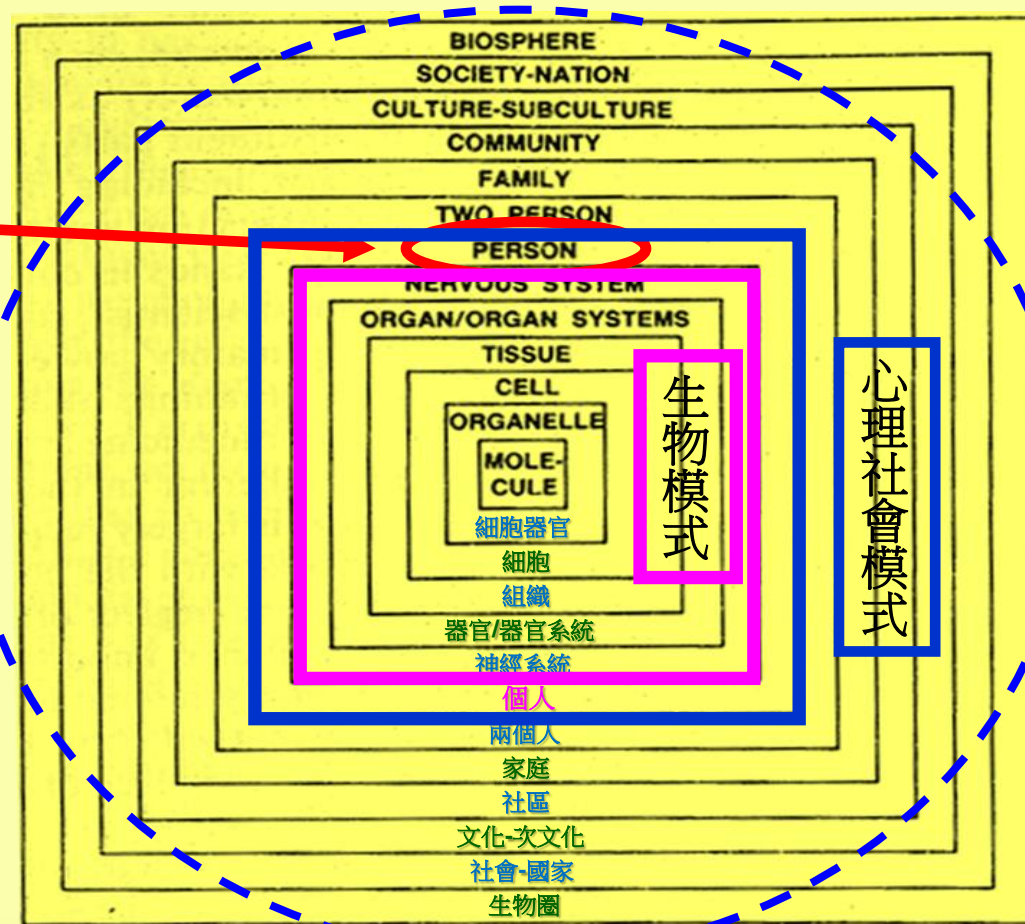 BIOSPHERE
SOCIETY-NATION
CULTURE-SUBCULTURE
COMMUNITY
FAMILY
TWO PERSON
PERSON
NERVOUS SYSTEM
ORGAN/ORGAN SYSTEMS
TISSUE
CELL
ORGANELLE
MOLE-
CULE
生物模式
心理社會模式
細胞器官
細胞
組織
器官/器官系統
神經系統
個人
兩個人
家庭
社區
文化-次文化
社會-國家
生物圈